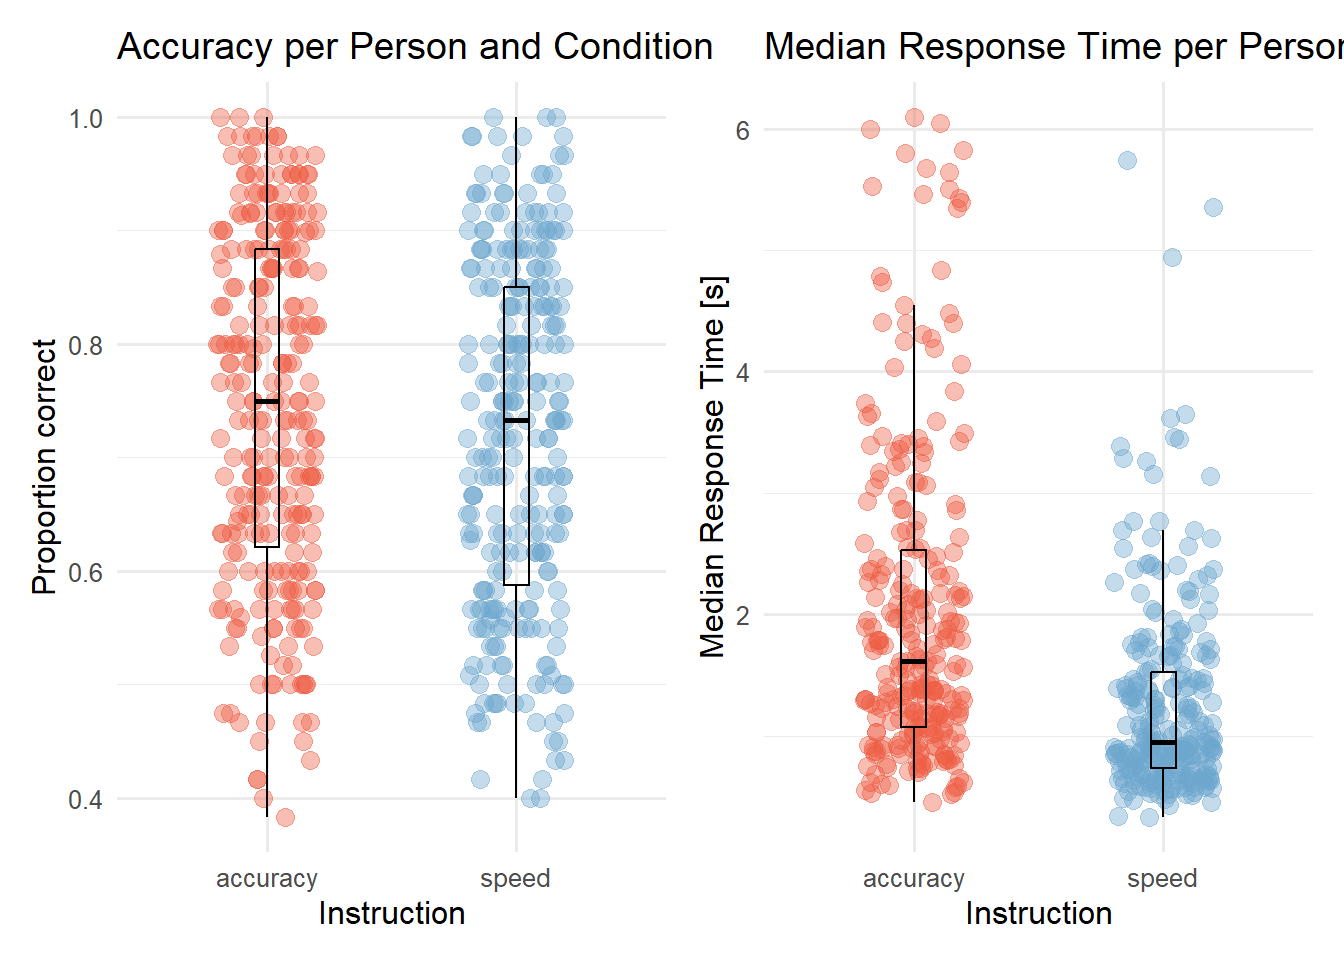 Accuracy per Person and Condition
Proportion correct
1.0
0.8
0.6
0.4
accuracy speed
Instruction
Median Response Time per Person
Median Response Time [s]
6
4
2
accuracy speed
Instruction